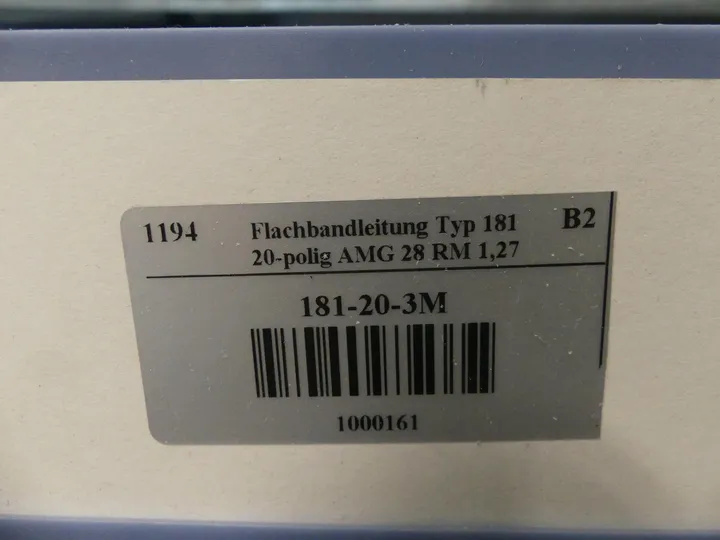 1194 Flachbandleitung Typ 181 B2
20-polig AMG 28 RM 1,27
181-20-3M
1000161